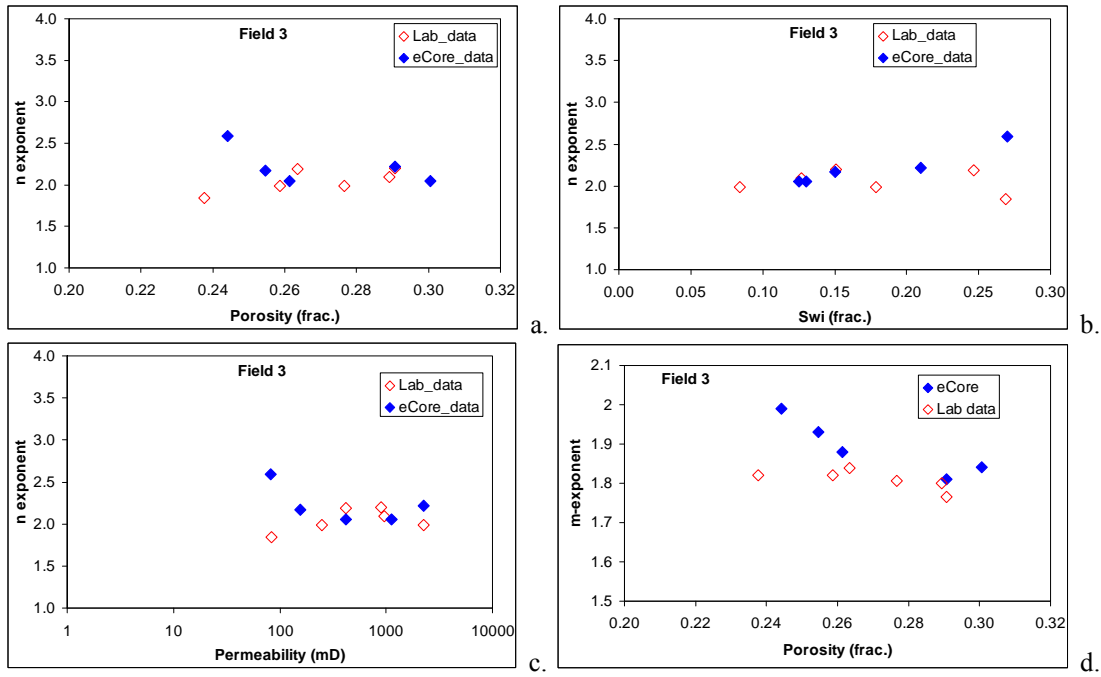 Field 3
Lab_data
eCore_data
4.0
3.5
3.0
2.5
2.0
1.5
1.0
n exponent
0.20 0.22 0.24 0.26 0.28 0.30 0.32
Porosity (frac.)
a.
Field 3
Lab_data
eCore_data
4.0
3.5
3.0
2.5
2.0
1.5
1.0
n exponent
0.00 0.05 0.10 0.15 0.20 0.25 0.30
Swi (frac.)
b.
Field 3
Lab_data
eCore_data
4.0
3.5
3.0
2.5
2.0
1.5
1.0
n exponent
1 10 100 1000 10000
Permeability (mD)
c.
Field 3
eCore
Lab data
2.1
2
1.9
1.8
1.7
1.6
1.5
m-exponent
0.20 0.22 0.24 0.26 0.28 0.30 0.32
Porosity (frac.)
d.